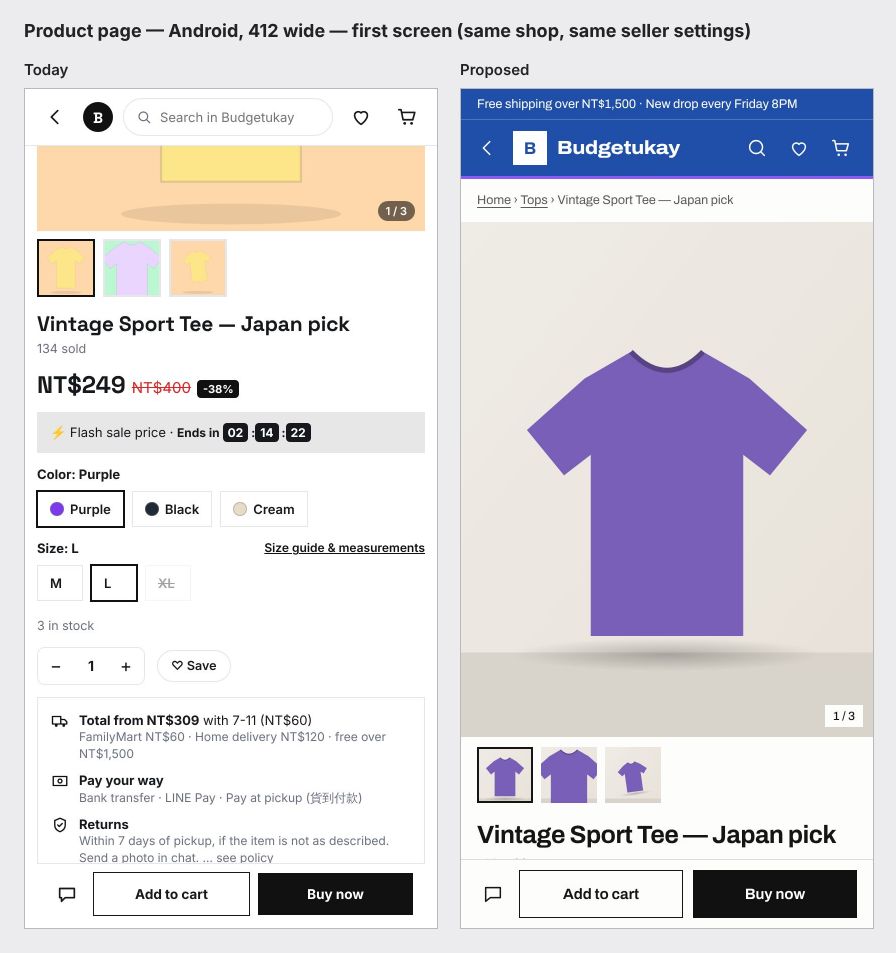 Product page — Android, 412 wide — first screen (same shop, same seller settings)
Today
B
Search in Budgetukay
1 / 3
Vintage Sport Tee — Japan pick
134 sold
NT$249 NT$400 -38%
⚡ Flash sale price · Ends in 02 : 14 : 22
Color: Purple
Purple Black Cream
Size: L Size guide & measurements
M L XL
3 in stock
− 1 + ♡ Save
Total from NT$309 with 7-11 (NT$60)
FamilyMart NT$60 · Home delivery NT$120 · free over
NT$1,500
Pay your way
Bank transfer · LINE Pay · Pay at pickup (貨到付款)
Returns
Within 7 days of pickup, if the item is not as described.
Send a photo in chat. … see policy
Add to cart Buy now
Proposed
Free shipping over NT$1,500 · New drop every Friday 8PM
B Budgetukay
Home › Tops › Vintage Sport Tee — Japan pick
1 / 3
Vintage Sport Tee — Japan pick
Add to cart Buy now